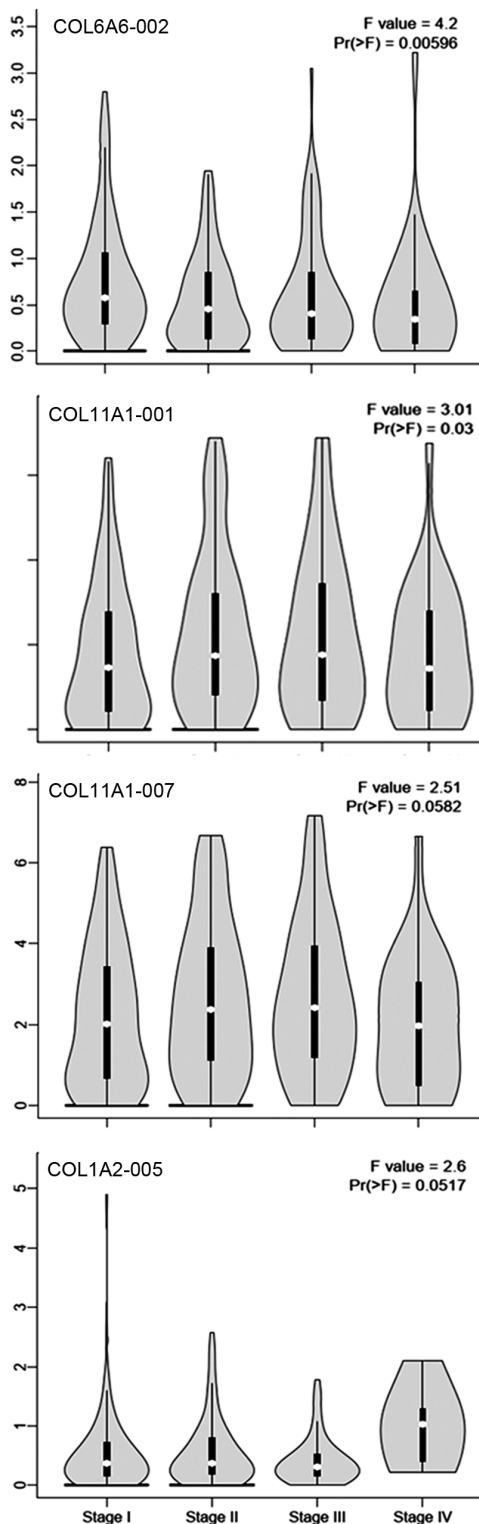 COL6A6-002
F value = 4.2
Pr(>F) = 0.00596
3.5
3.0
2.5
2.0
1.5
1.0
0.5
0.0
COL11A1-001
F value = 3.01
Pr(>F) = 0.03
COL11A1-007
F value = 2.51
Pr(>F) = 0.0582
8
6
4
2
0
COL1A2-005
F value = 2.6
Pr(>F) = 0.0517
5
4
3
2
1
0
Stage I Stage II Stage III Stage IV